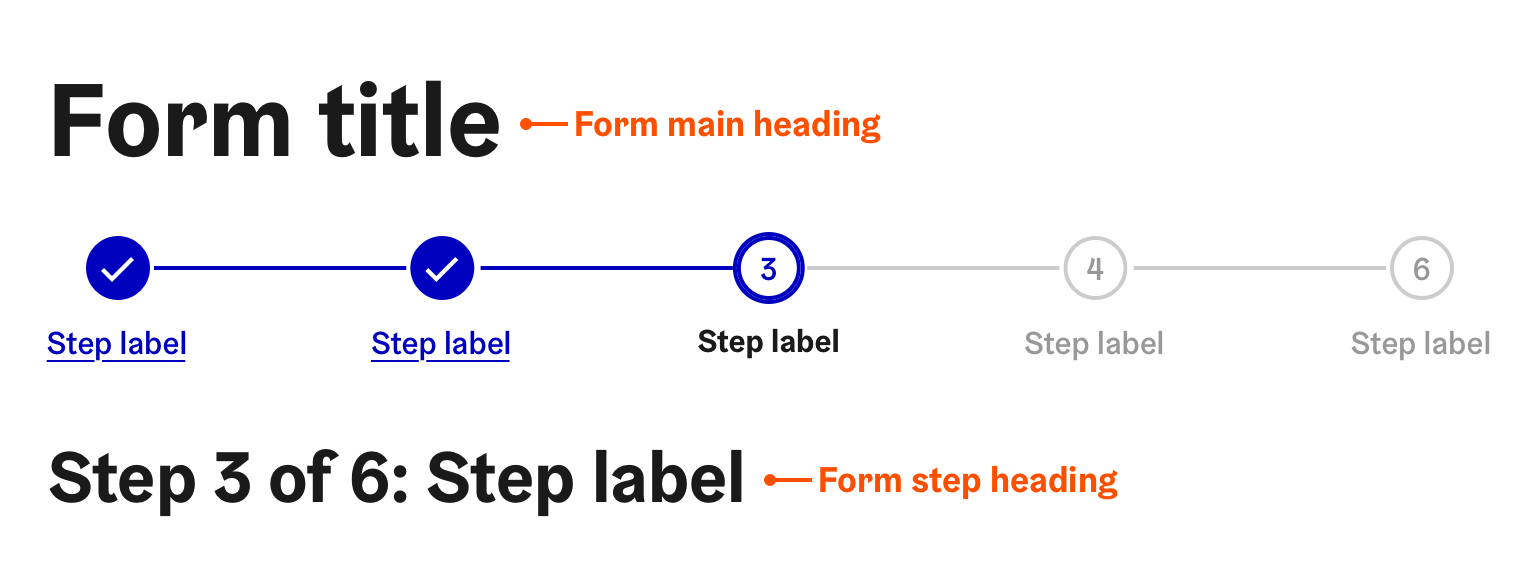 Form title
Form main heading
3
4
6
Step label
Step label
Step label
Step label
Step label
Step 3 of 6: Step label
Form step heading